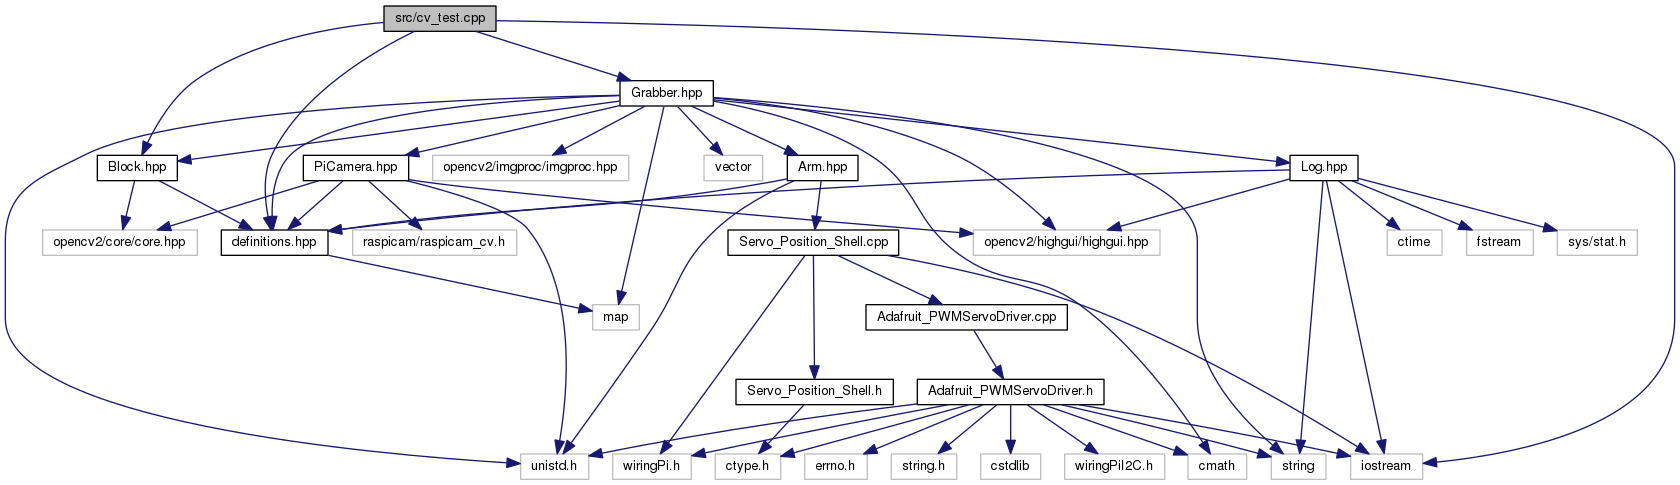 src/cv_test.cpp
Grabber.hpp
Block.hpp
PiCamera.hpp
opencv2/imgproc/imgproc.hpp
vector
Arm.hpp
Log.hpp
opencv2/core/core.hpp
definitions.hpp
raspicam/raspicam_cv.h
Servo_Position_Shell.cpp
opencv2/highgui/highgui.hpp
ctime
fstream
sys/stat.h
map
Adafruit_PWMServoDriver.cpp
Servo_Position_Shell.h
Adafruit_PWMServoDriver.h
unistd.h
wiringPi.h
ctype.h
errno.h
string.h
cstdlib
wiringPiI2C.h
cmath
string
iostream